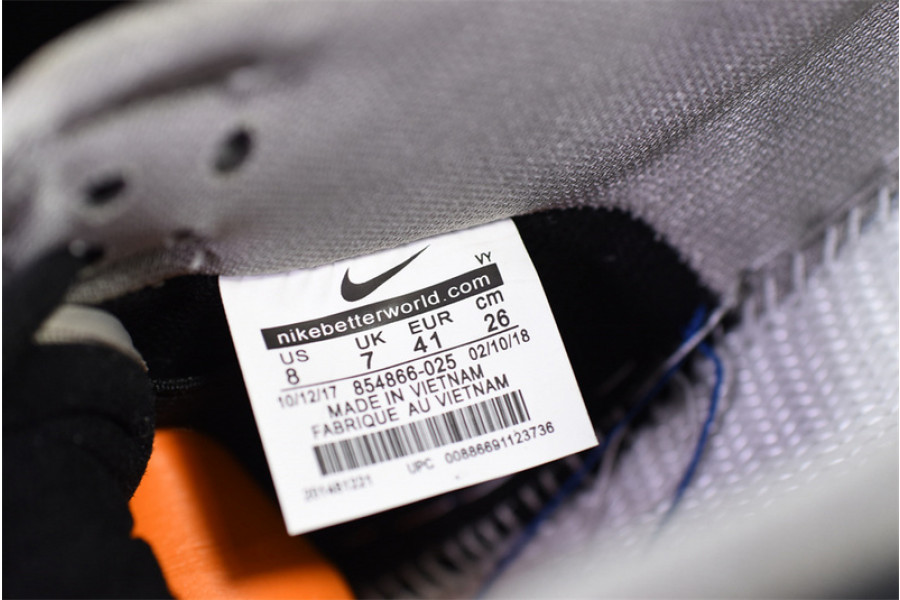 VY
nikebetterworld.com
US UK EUR cm
8 7 41 26
10/12/17 854866-025 02/10/18
MADE IN VIETNAM
FABRIQUE AU VIETNAM
UPC 00886691123736